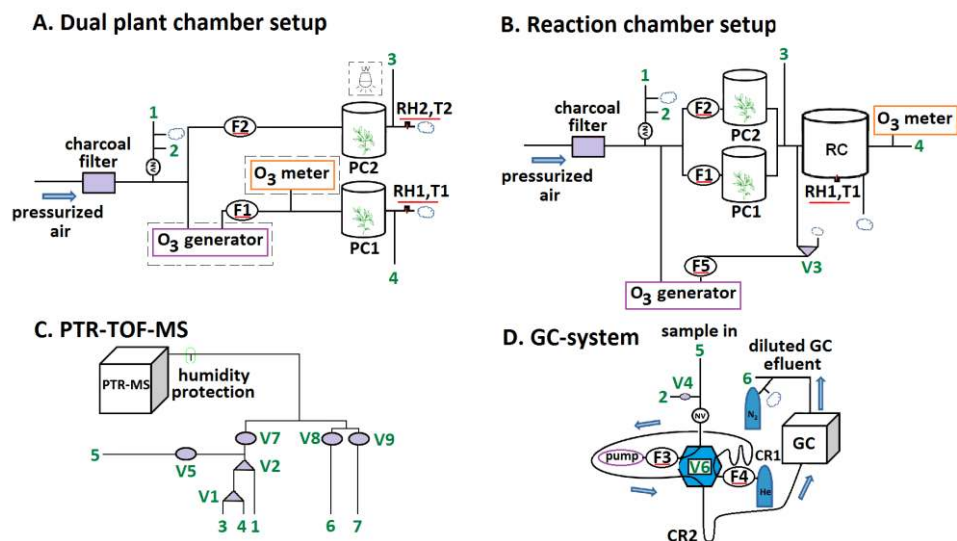 A. Dual plant chamber setup
3
UV
1
RH2,T2
charcoal
filter
2
NV
F2
PC2
O3 meter
RH1,T1
F1
pressurized
air
O3 generator
PC1
4
B. Reaction chamber setup
3
1
charcoal
filter
2
NV
F2
PC2
O3 meter
RC
4
F1
RH1,T1
pressurized
air
PC1
V3
F5
O3 generator
C. PTR-TOF-MS
PTR-MS
humidity
protection
V7
V8
V9
5
V5
V2
V1
3
4
1
6
7
D. GC-system
sample in
5
diluted GC
efluent
6
V4
2
N2
NV
GC
pump
F3
V6
CR1
F4
He
CR2